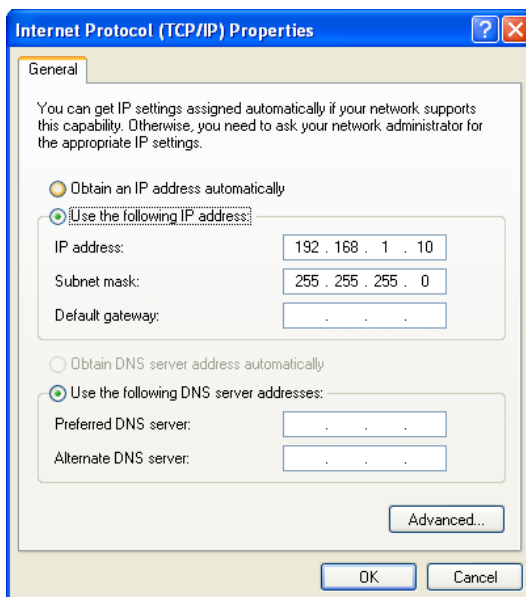 Internet Protocol (TCP/IP) Properties
General
You can get IP settings assigned automatically if your network supports
this capability. Otherwise, you need to ask your network administrator for
the appropriate IP settings.
Obtain an IP address automatically
Use the following IP address:
IP address: 192 . 168 . 1 . 10
Subnet mask: 255 . 255 . 255 . 0
Default gateway: . . .
Obtain DNS server address automatically
Use the following DNS server addresses:
Preferred DNS server: . . .
Alternate DNS server: . . .
Advanced...
OK Cancel